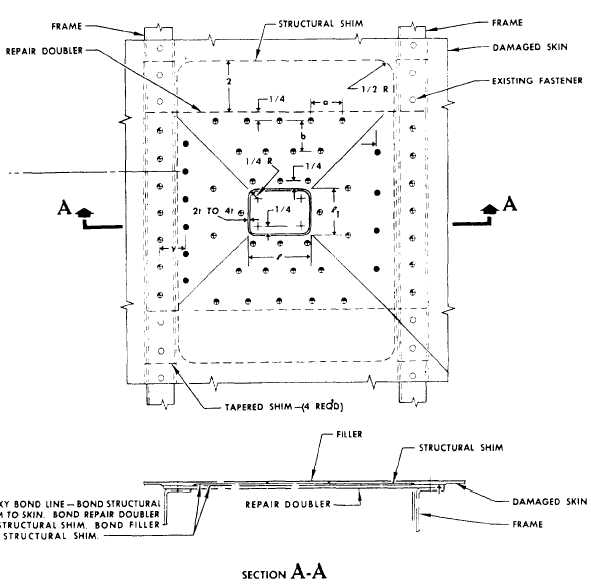 FRAME
STRUCTURAL SHIM
FRAME
REPAIR DOUBLER
DAMAGED SKIN
2
1/2 R
EXISTING FASTENER
1/4
a
b
1/4 R
1/4
A
A
2t TO 4t
1/4
ℓ1
Y
ℓ
TAPERED SHIM—(4 REQ'D)
FILLER
STRUCTURAL SHIM
XY BOND LINE—BOND STRUCTURAL
M TO SKIN. BOND REPAIR DOUBLER
STRUCTURAL SHIM. BOND FILLER
STRUCTURAL SHIM.
REPAIR DOUBLER
DAMAGED SKIN
FRAME
SECTION A-A